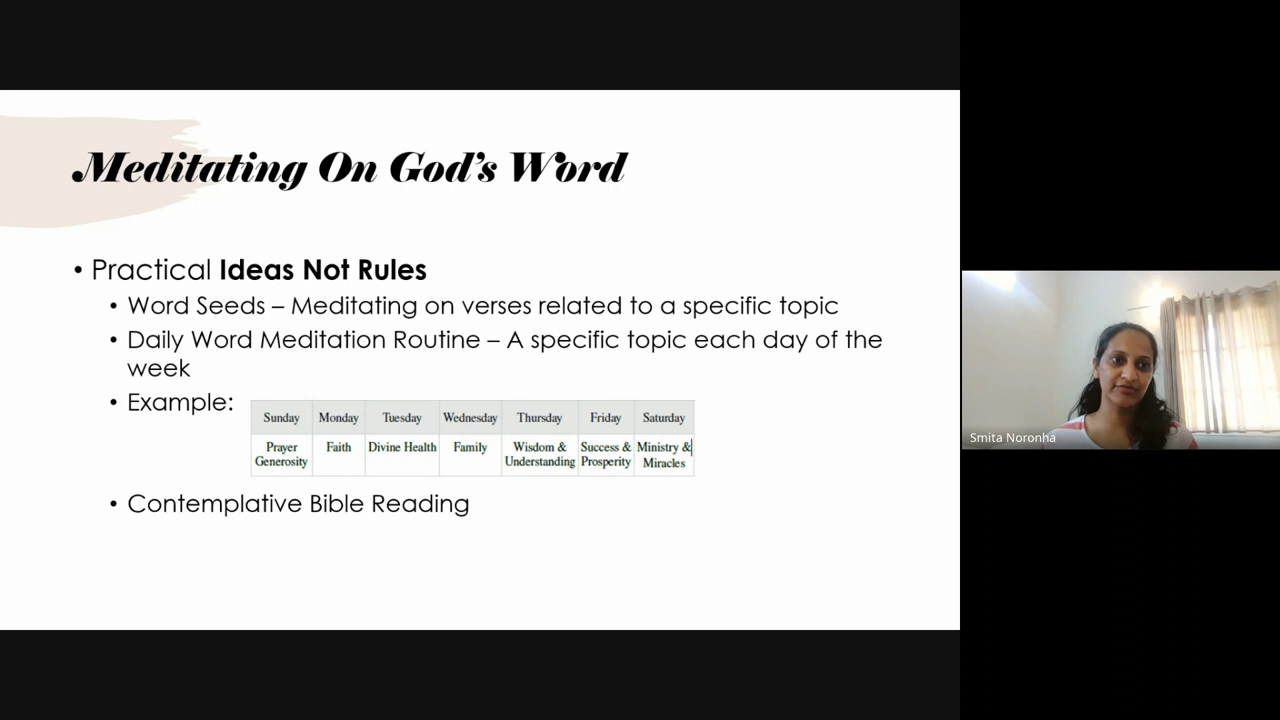 Meditating On God's Word
• Practical Ideas Not Rules
• Word Seeds – Meditating on verses related to a specific topic
• Daily Word Meditation Routine – A specific topic each day of the
week
• Example:
Sunday Monday Tuesday Wednesday Thursday Friday Saturday
Prayer Faith Divine Health Family Wisdom & Success & Ministry &
Generosity Understanding Prosperity Miracles
• Contemplative Bible Reading
Smita Noronha